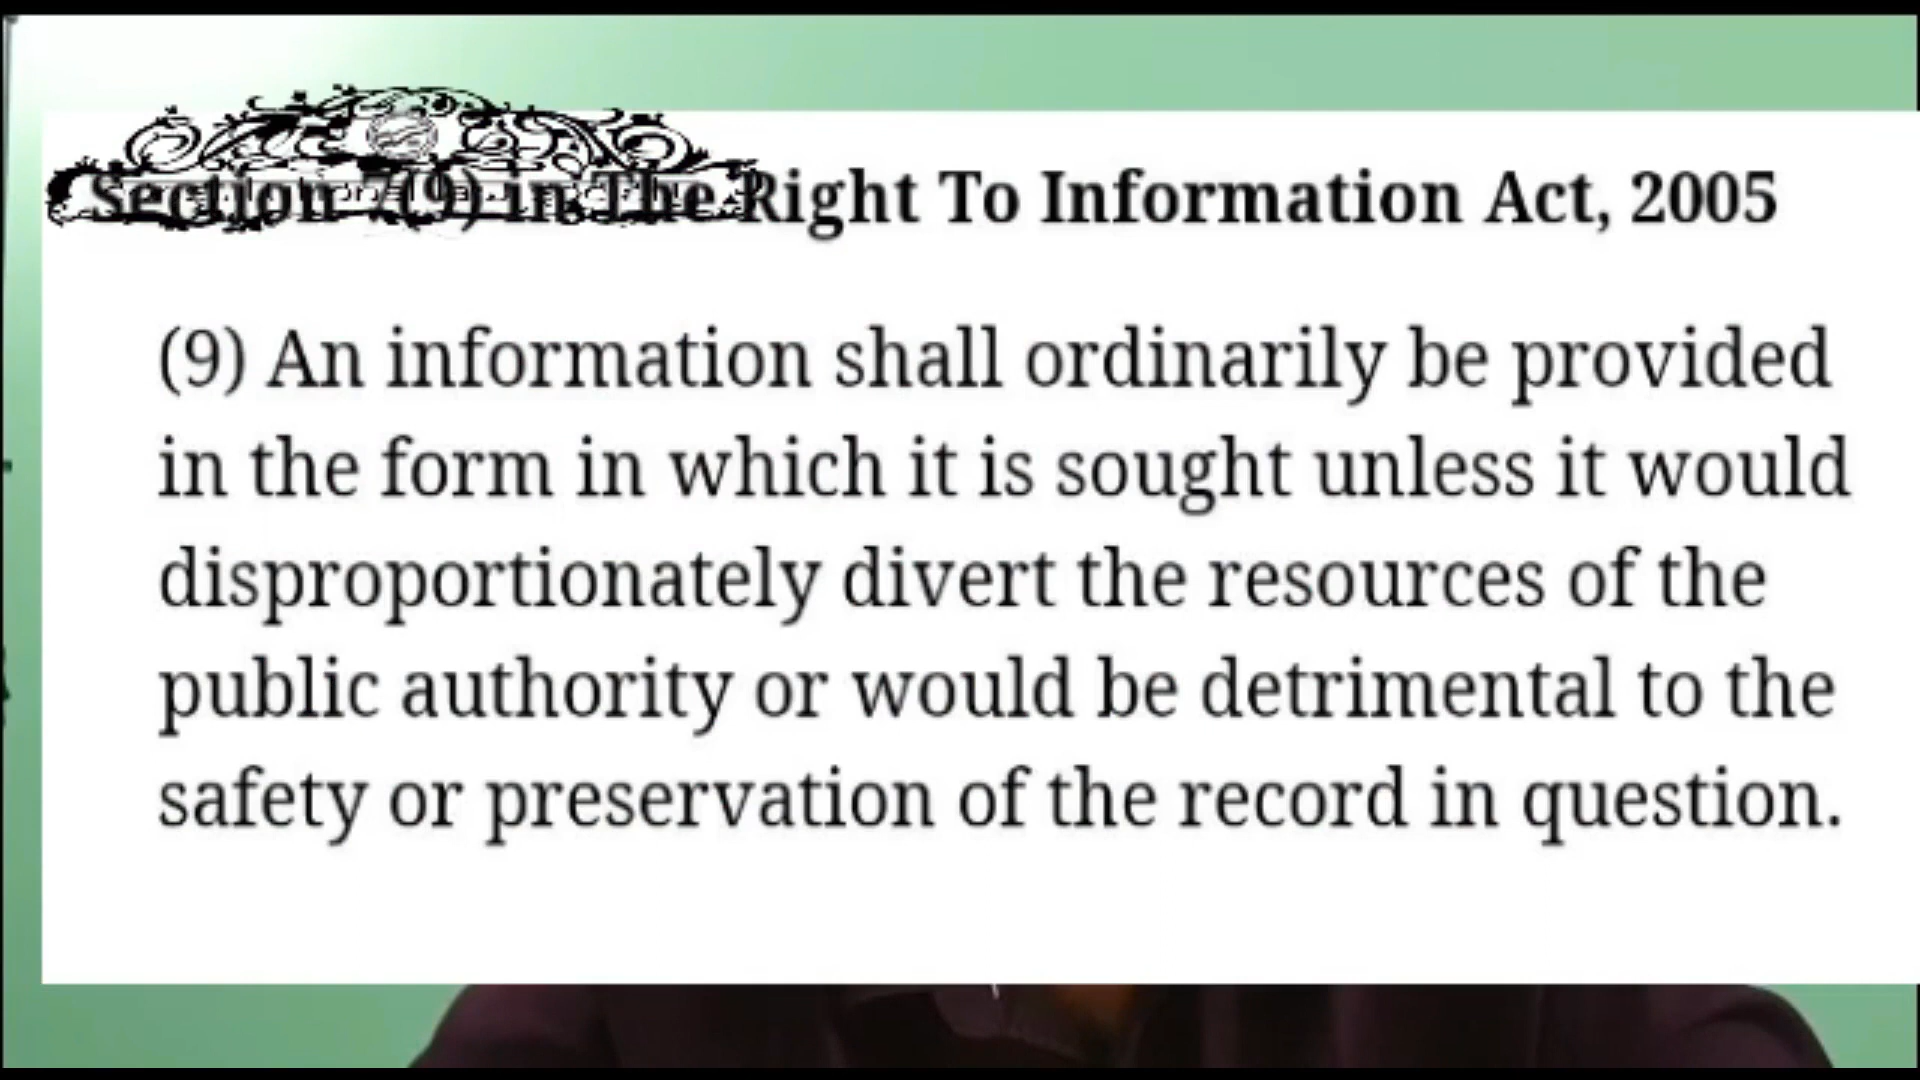 Section 7(9) in The Right To Information Act, 2005
(9) An information shall ordinarily be provided
in the form in which it is sought unless it would
disproportionately divert the resources of the
public authority or would be detrimental to the
safety or preservation of the record in question.